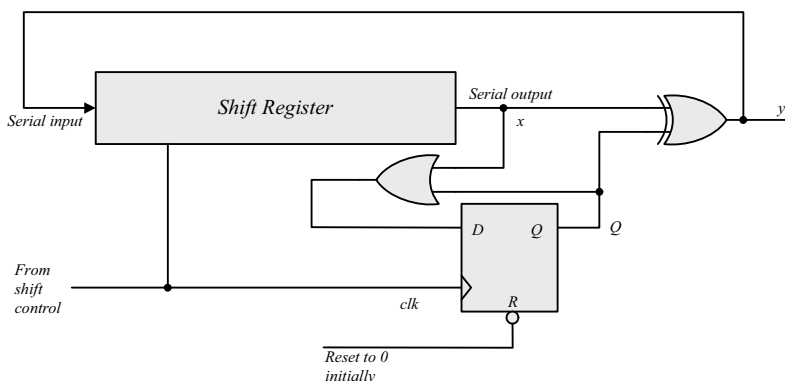 Serial output
Shift Register
y
Serial input
x
D
Q
Q
From
shift
control
clk
R
Reset to 0
initially